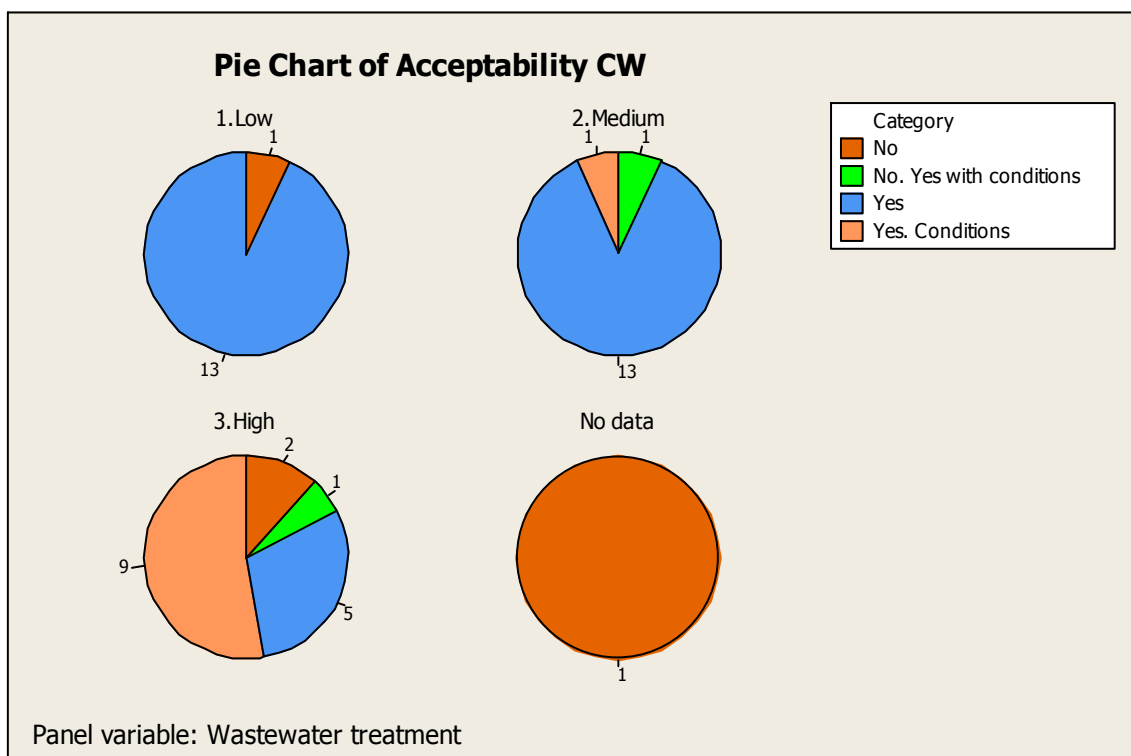 Pie Chart of Acceptability CW
1.Low
1
13
2.Medium
1
1
13
Category
No
No. Yes with conditions
Yes
Yes. Conditions
3.High
2
1
9
5
No data
1
Panel variable: Wastewater treatment